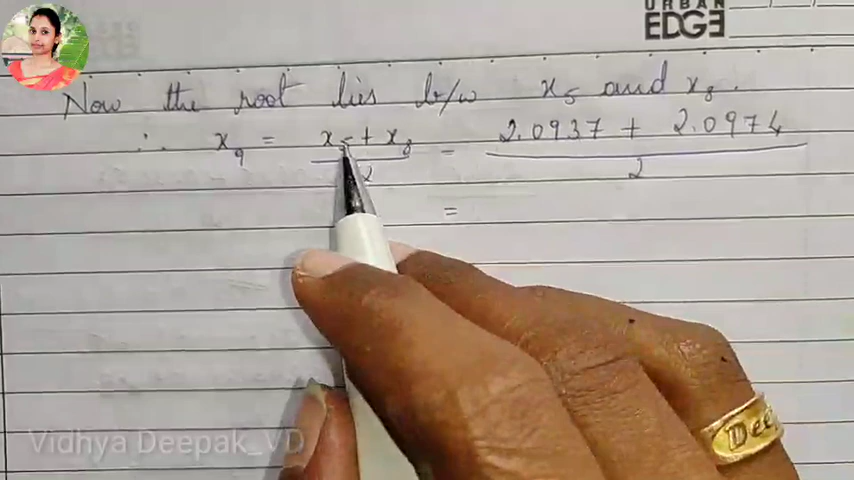 URBAN
EDGE
Now the root lies b/w x₅ and x₈.
∴ x₉ = x₅ + x₈ / 2 = 2.0937 + 2.0974 / 2
=
Vidhya Deepak_VD